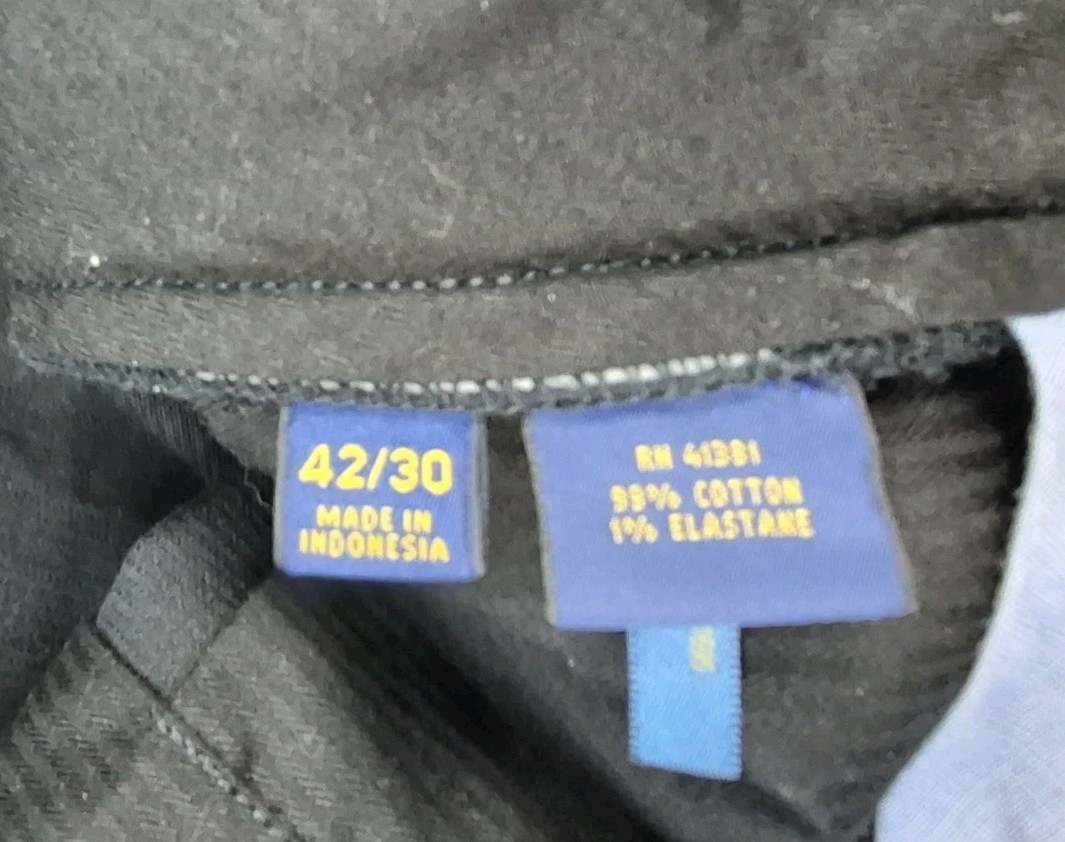 42/30
MADE IN
INDONESIA
RN 41381
99% COTTON
1% ELASTANE